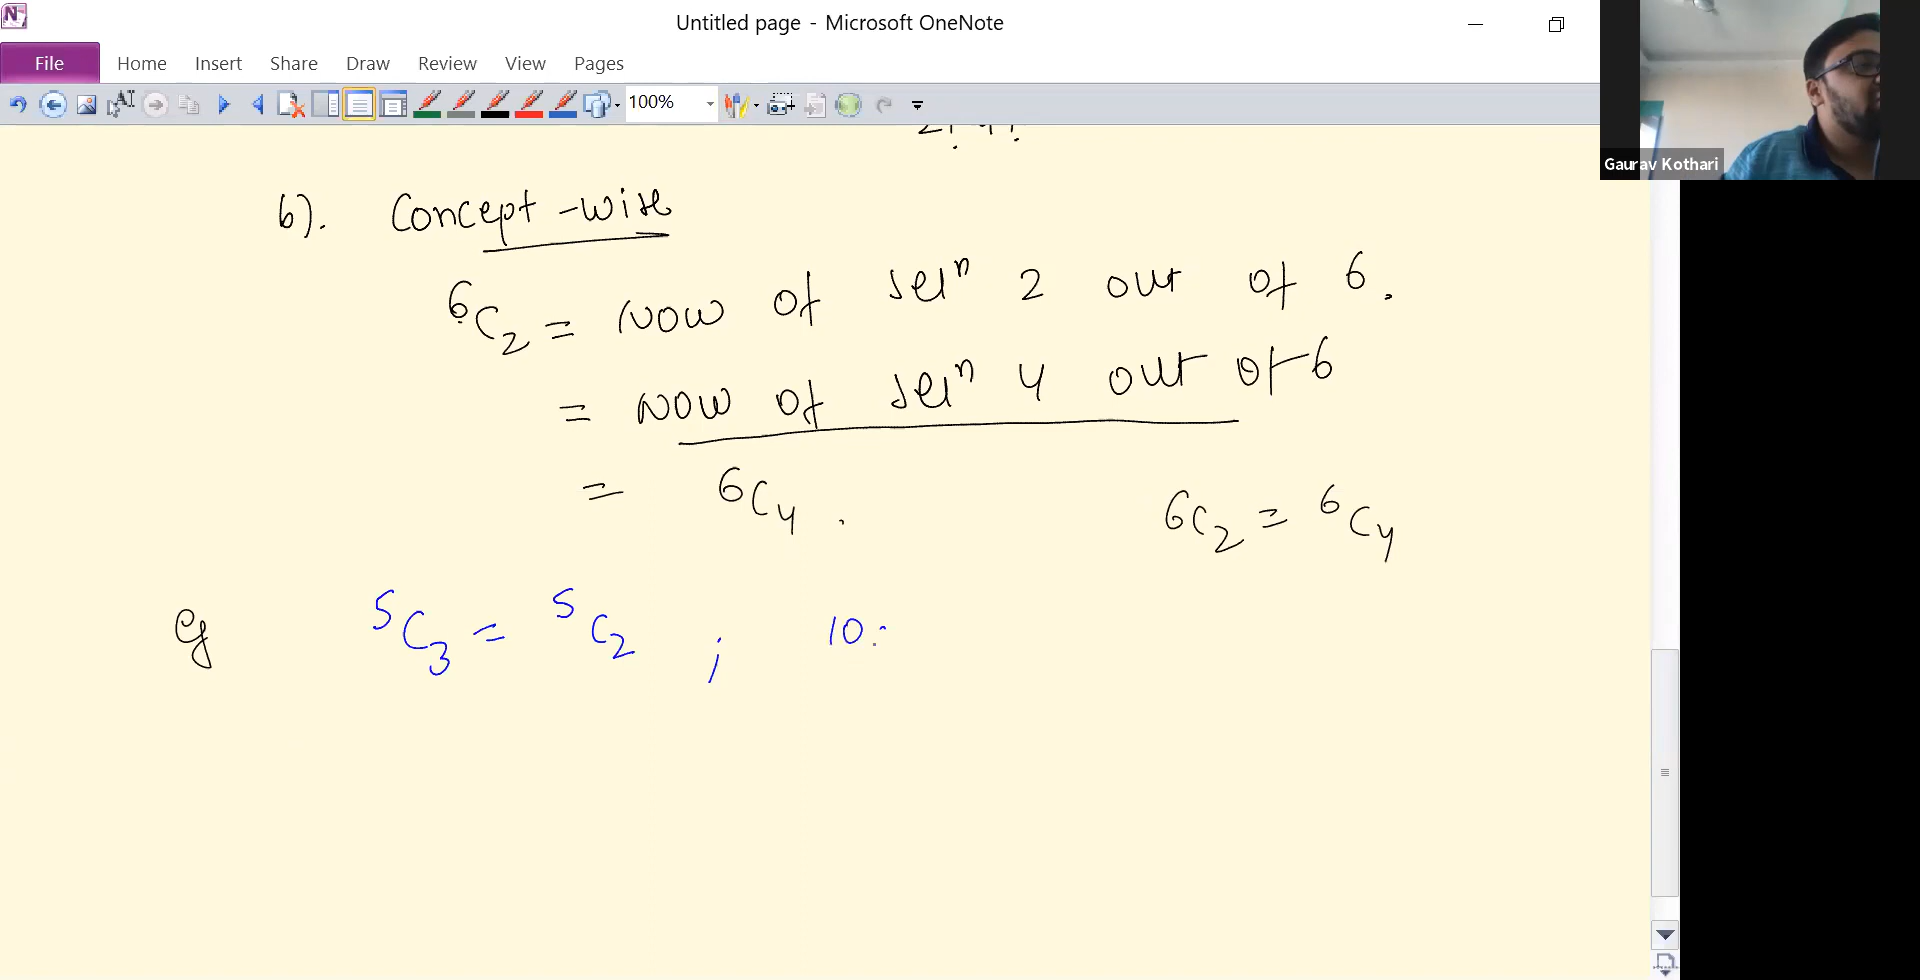 Untitled page - Microsoft OneNote
File Home Insert Share Draw Review View Pages
100%
Gaurav Kothari
2! 4!
b). Concept-wise
⁶C₂ = NOW of selⁿ 2 out of 6.
= NOW of selⁿ 4 out of 6
= ⁶C₄.
⁶C₂ = ⁶C₄
eg ⁵C₃ = ⁵C₂ ; 10: